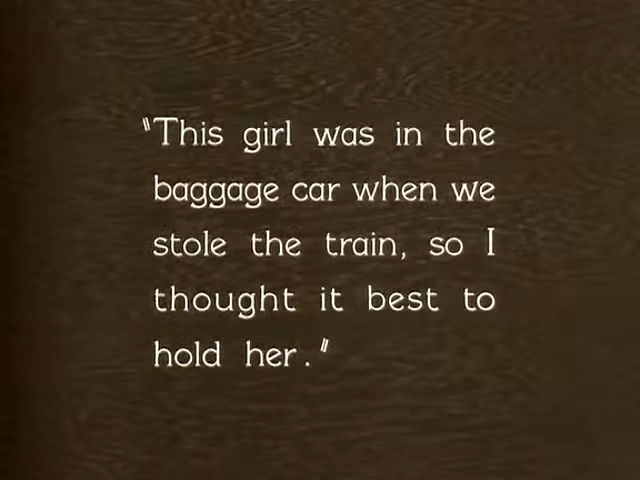 "This girl was in the
baggage car when we
stole the train, so I
thought it best to
hold her."